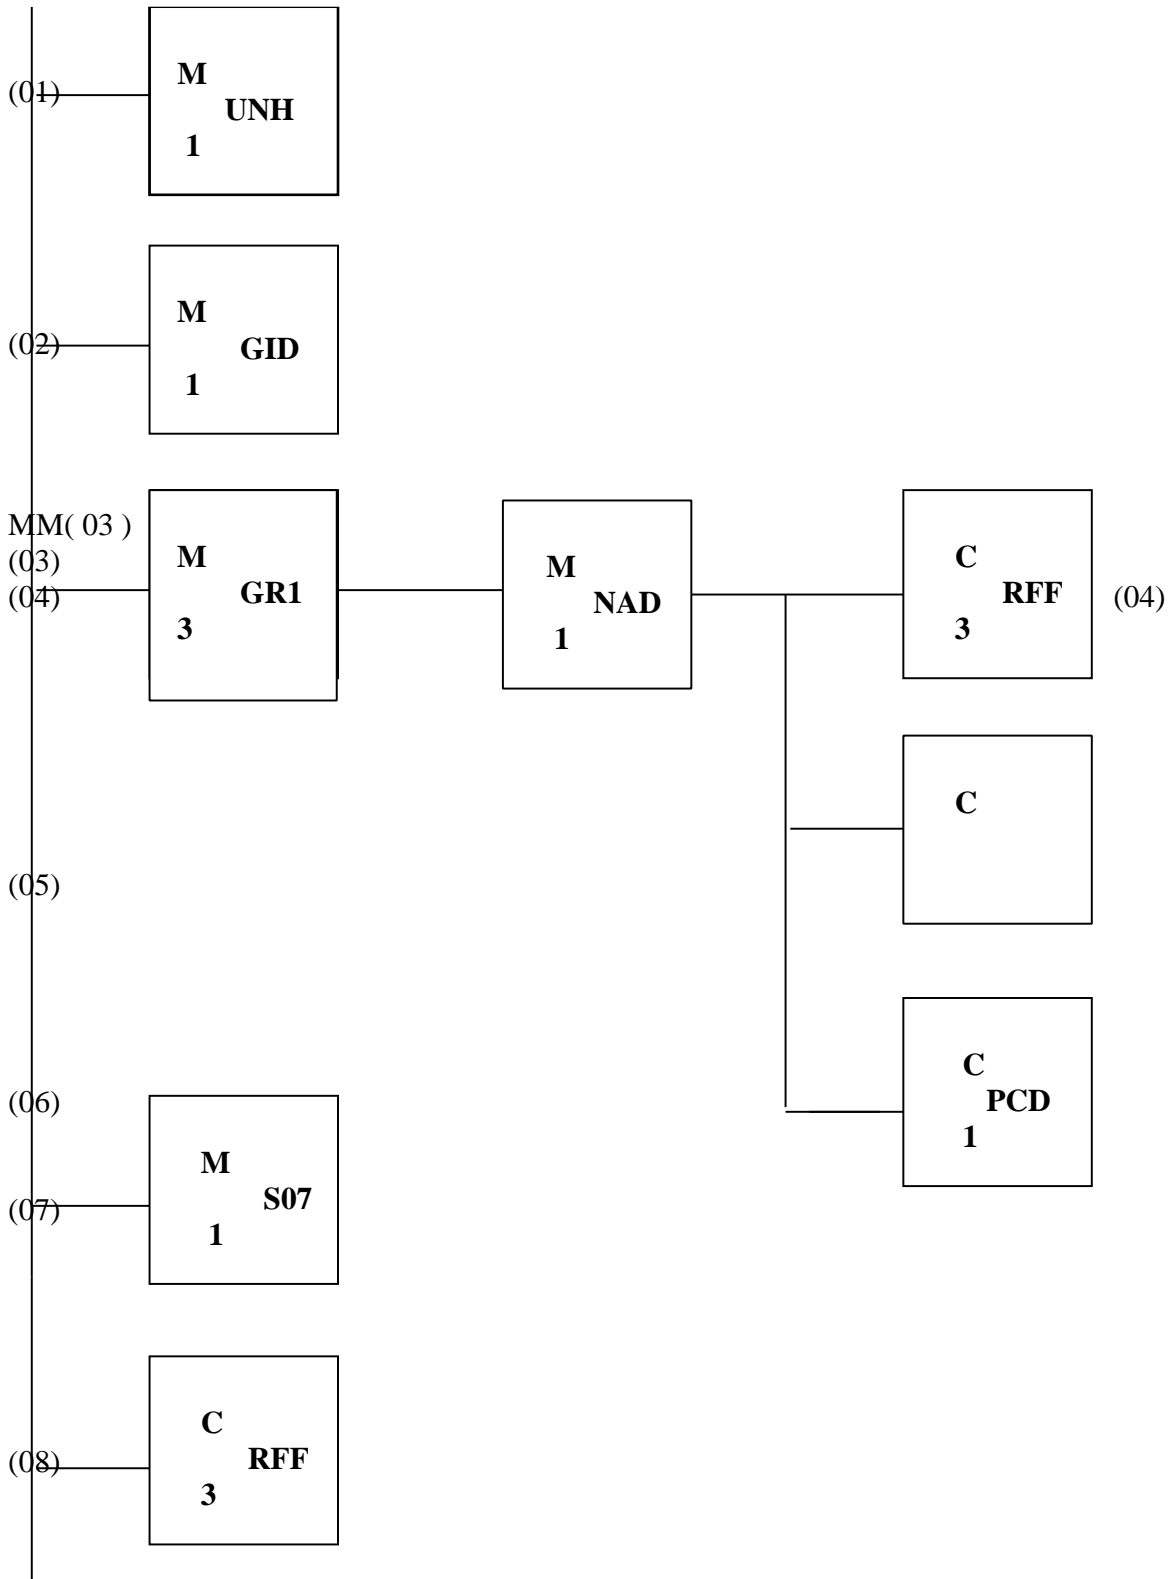 M
(01)
UNH
1
M
(02)
GID
1
MM( 03 )
(03)
(04)
M
GR1
3
M
NAD
1
C
RFF
3
(04)
C
(05)
C
PCD
1
(06)
M
(07)
S07
1
C
(08)
RFF
3